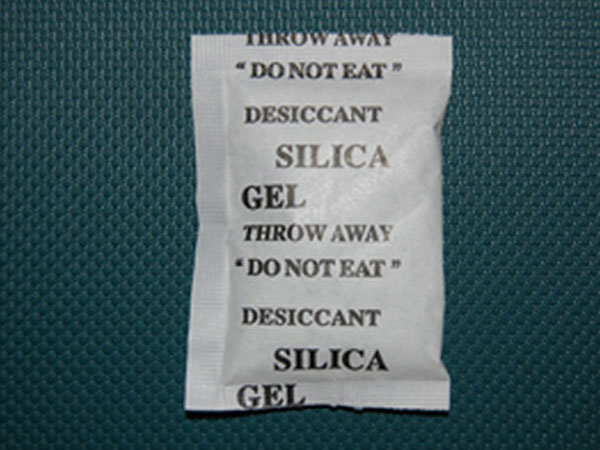 THROW AWAY
“ DO NOT EAT ”
DESICCANT
SILICA
GEL
THROW AWAY
“ DO NOT EAT ”
DESICCANT
SILICA
GEL